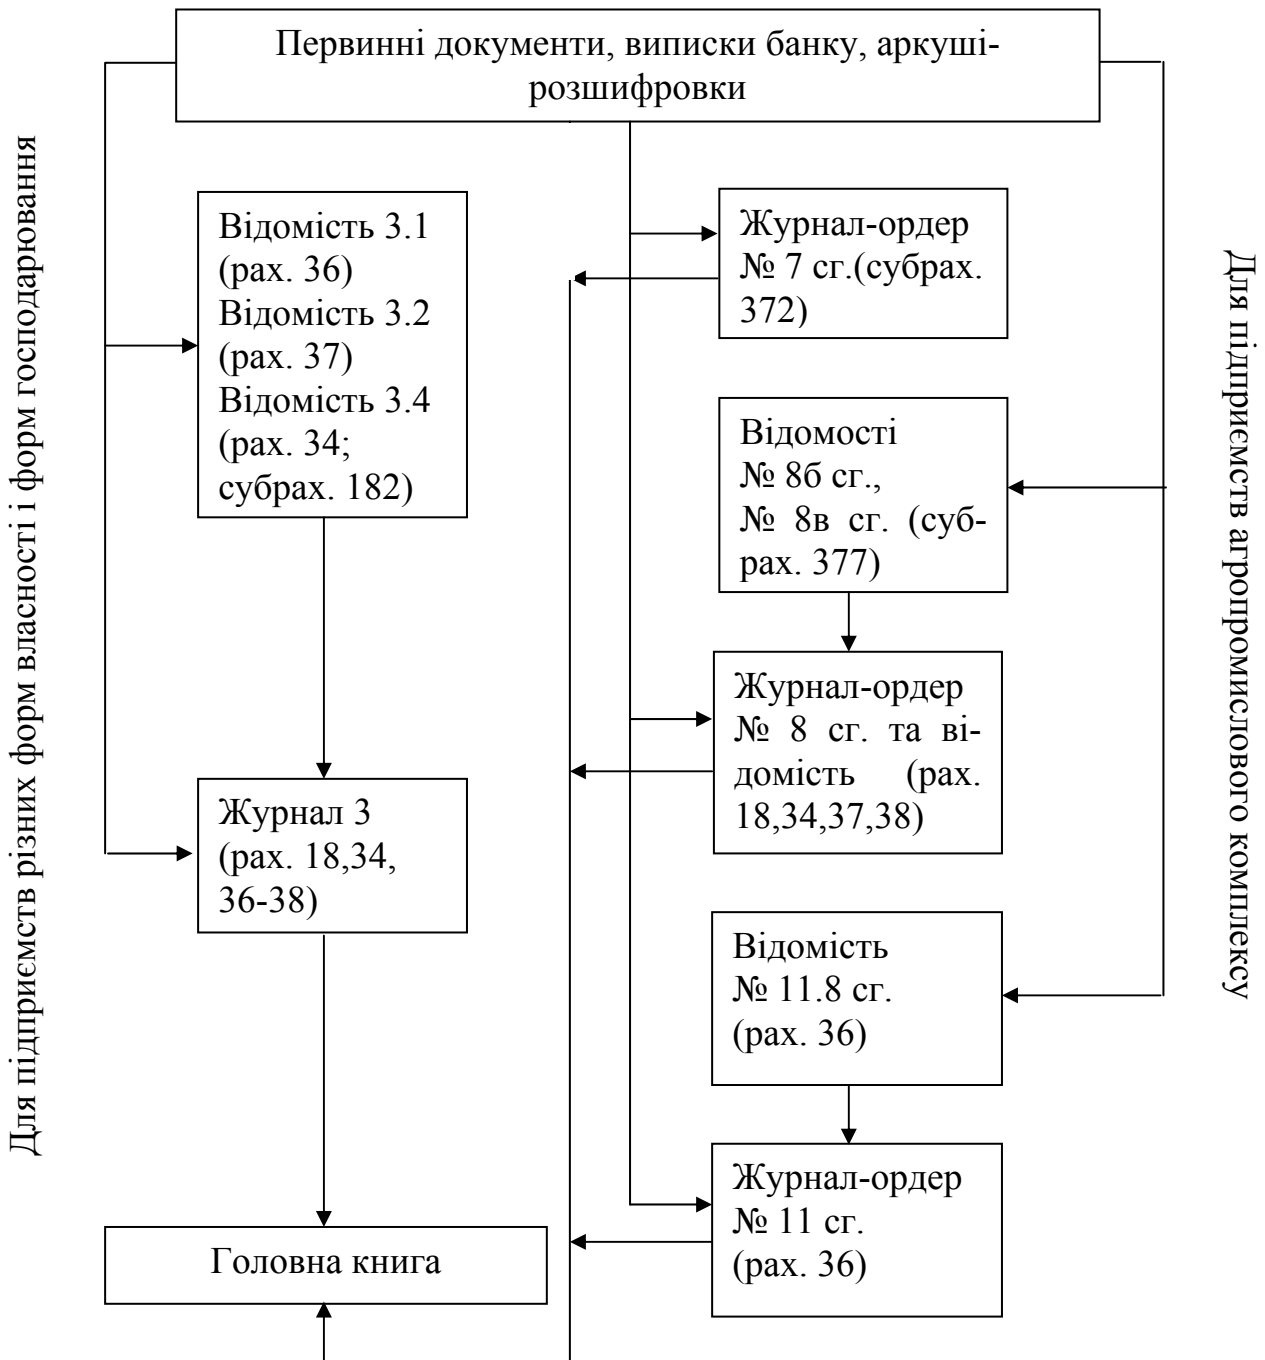 Первинні документи, виписки банку, аркуші-
розшифровки
Для підприємств різних форм власності і форм господарювання
Відомість 3.1
(рах. 36)
Відомість 3.2
(рах. 37)
Відомість 3.4
(рах. 34;
субрах. 182)
Журнал 3
(рах. 18,34,
36-38)
Головна книга
Журнал-ордер
№ 7 сг.(субрах.
372)
Відомості
№ 8б сг.,
№ 8в сг. (суб-
рах. 377)
Журнал-ордер
№ 8 сг. та ві-
домість (рах.
18,34,37,38)
Відомість
№ 11.8 сг.
(рах. 36)
Журнал-ордер
№ 11 сг.
(рах. 36)
Для підприємств агропромислового комплексу